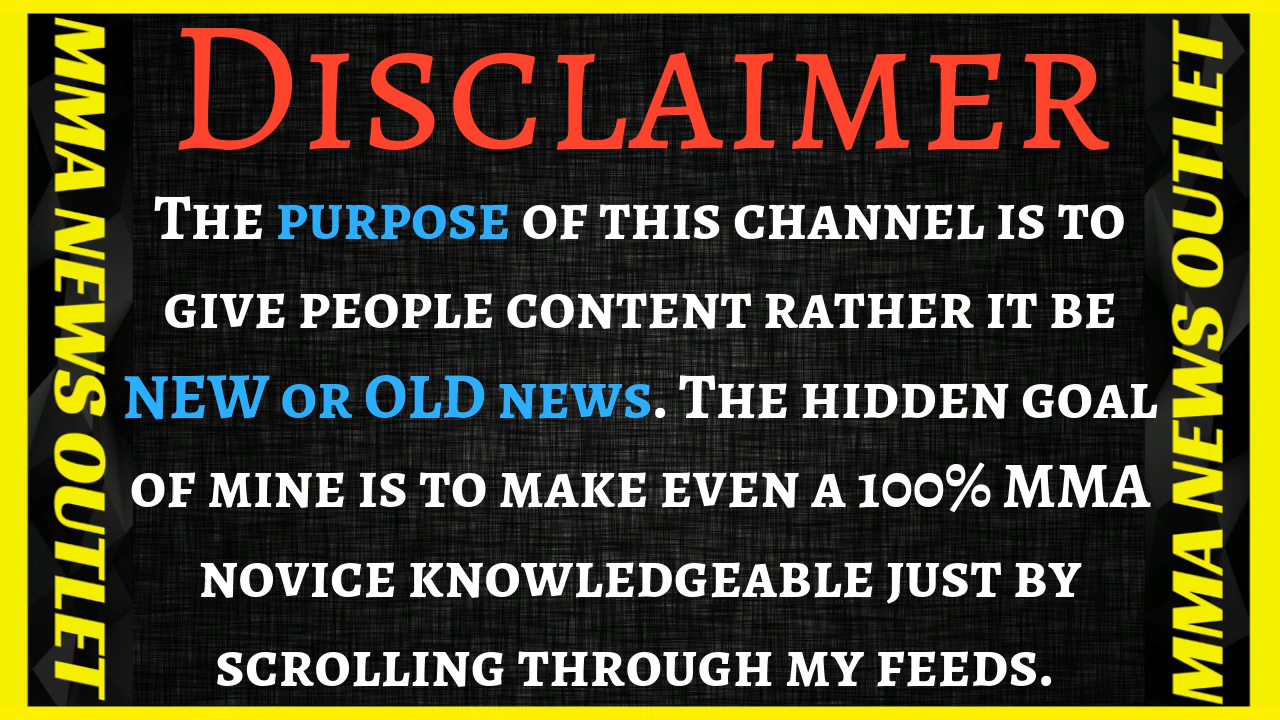 Disclaimer
The purpose of this channel is to
give people content rather it be
NEW or OLD news. The hidden goal
of mine is to make even a 100% MMA
novice knowledgeable just by
scrolling through my feeds.
MMA NEWS OUTLET
MMA NEWS OUTLET